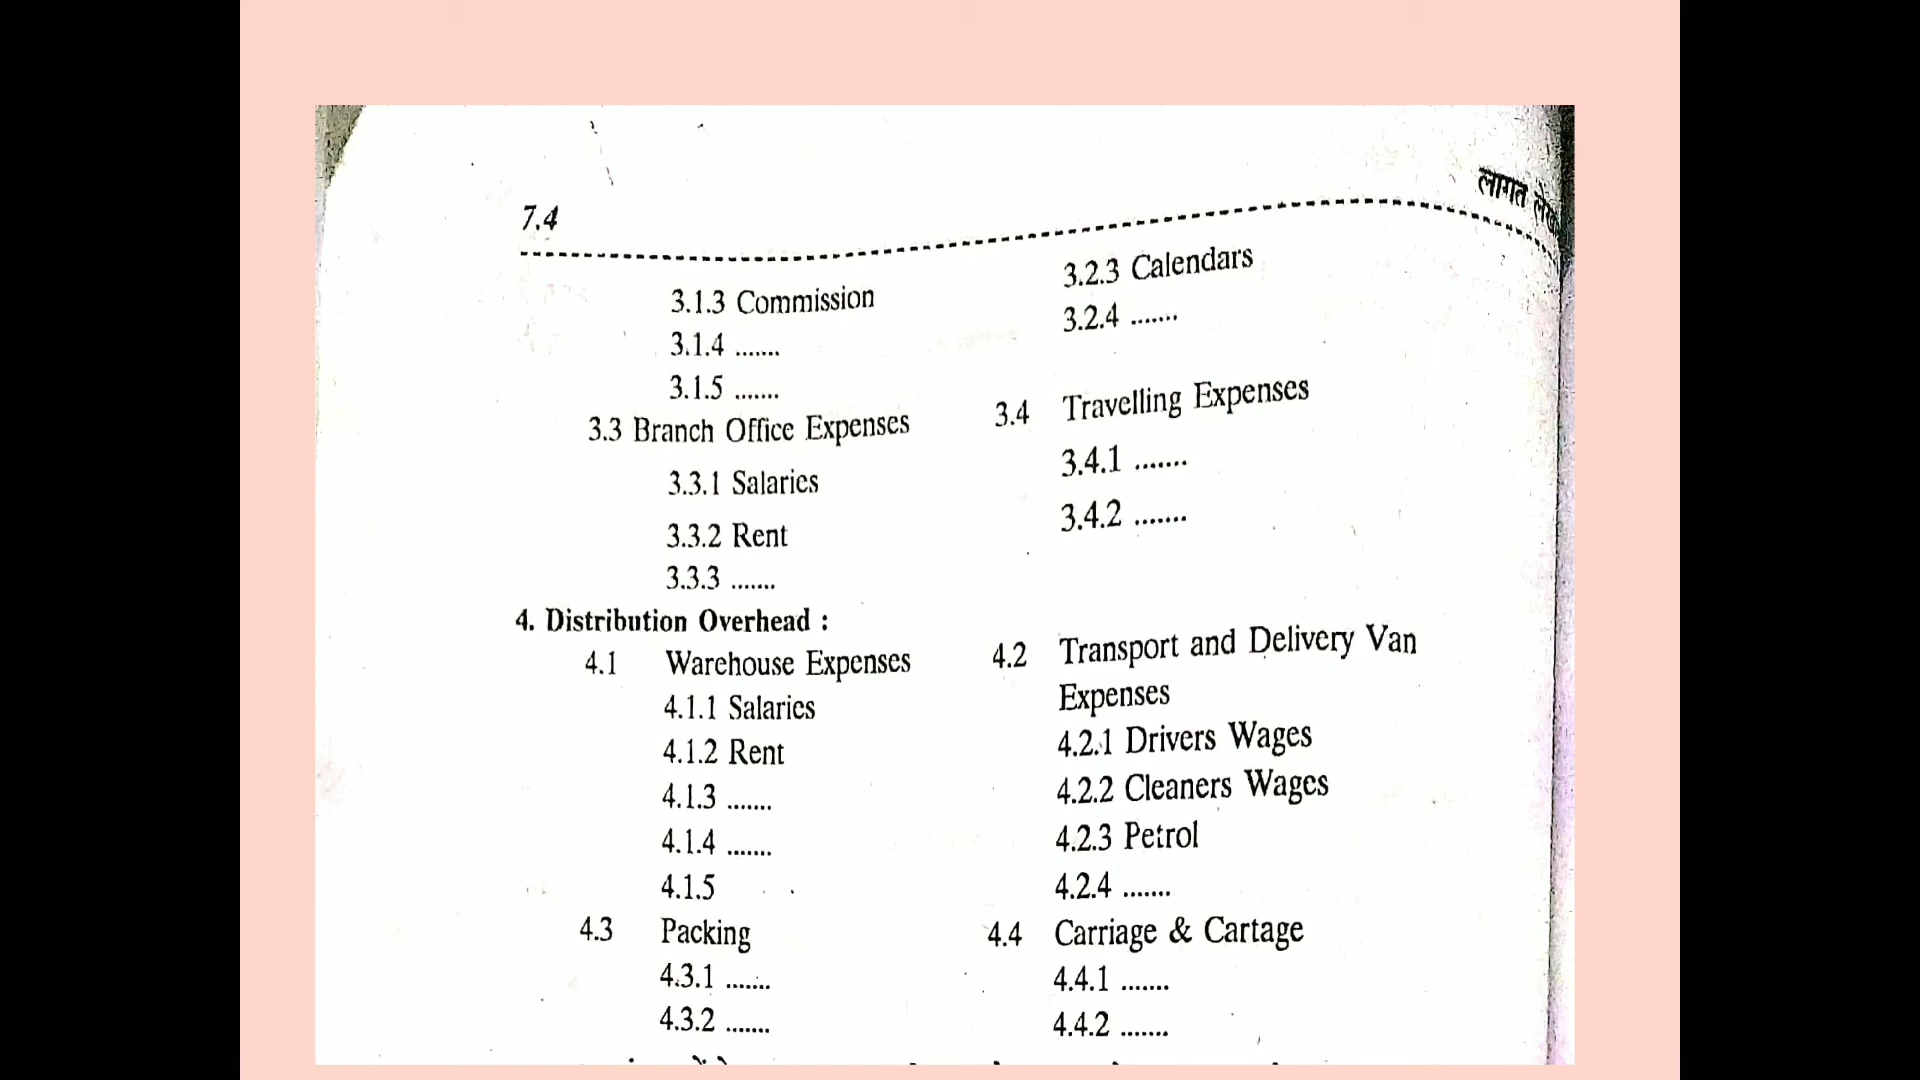 7.4
लागत
3.1.3 Commission
3.1.4 .......
3.1.5 .......
3.2.3 Calendars
3.2.4 .......
3.3 Branch Office Expenses
3.3.1 Salaries
3.3.2 Rent
3.3.3 .......
3.4 Travelling Expenses
3.4.1 .......
3.4.2 .......
4. Distribution Overhead :
4.1 Warehouse Expenses
4.1.1 Salaries
4.1.2 Rent
4.1.3 .......
4.1.4 .......
4.1.5
4.2 Transport and Delivery Van
Expenses
4.2.1 Drivers Wages
4.2.2 Cleaners Wages
4.2.3 Petrol
4.2.4 .......
4.3 Packing
4.3.1 .......
4.3.2 .......
4.4 Carriage & Cartage
4.4.1 .......
4.4.2 .......